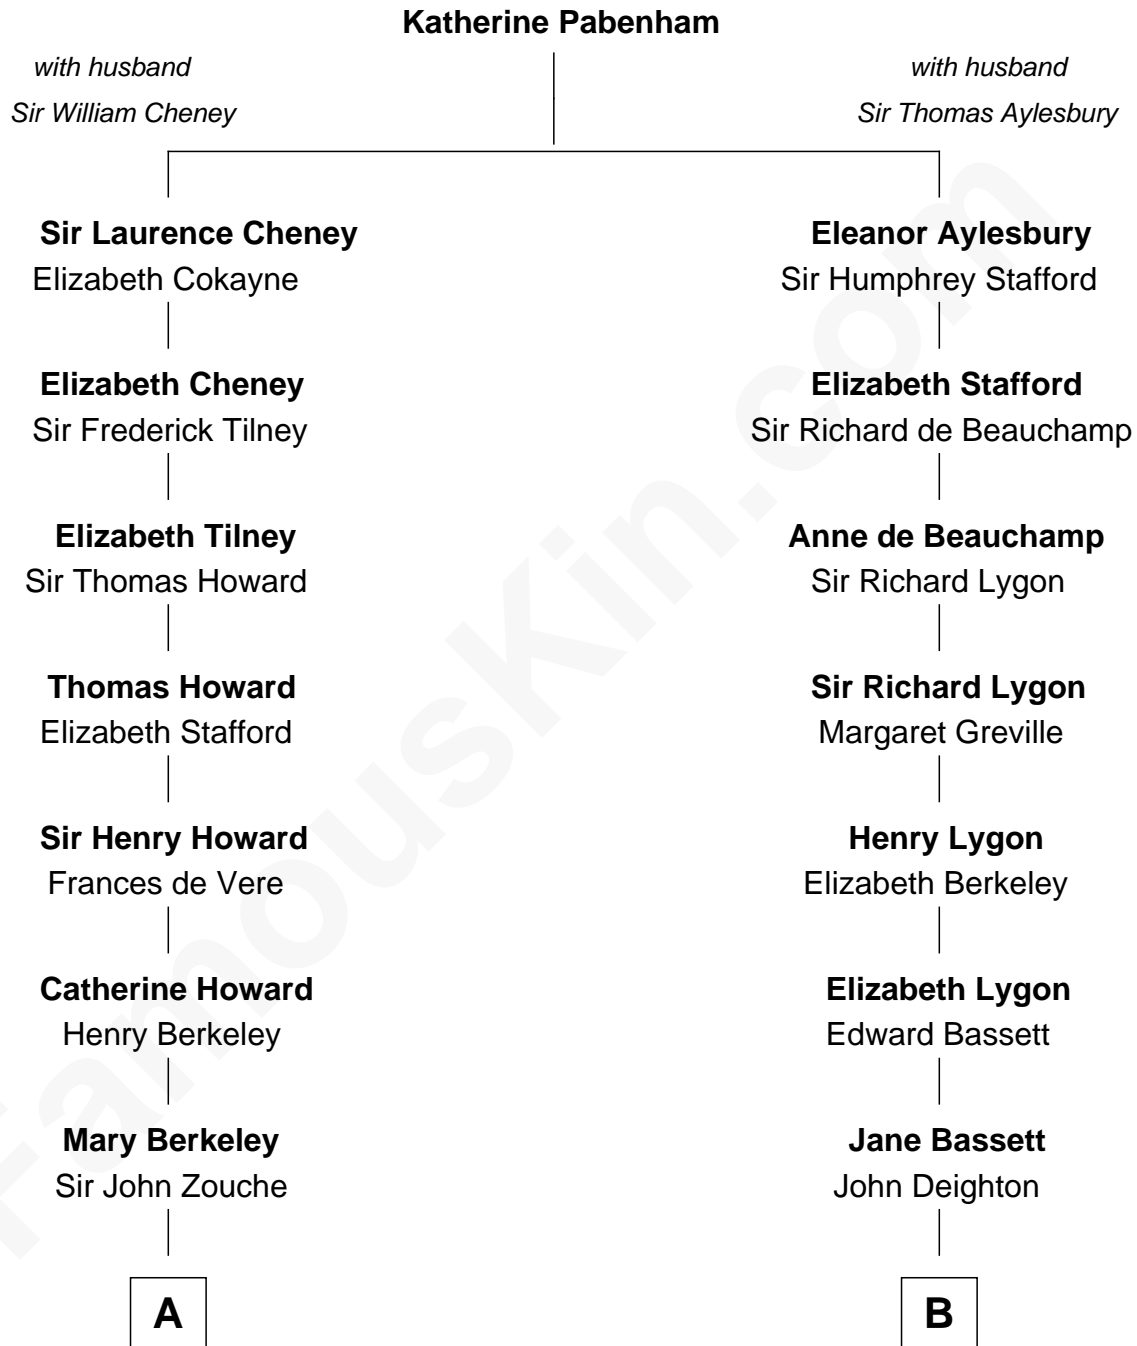 Katherine Pabenham
with husband
Sir William Cheney
with husband
Sir Thomas Aylesbury
Sir Laurence Cheney
Elizabeth Cokayne
Eleanor Aylesbury
Sir Humphrey Stafford
Elizabeth Cheney
Sir Frederick Tilney
Elizabeth Stafford
Sir Richard de Beauchamp
Elizabeth Tilney
Sir Thomas Howard
Anne de Beauchamp
Sir Richard Lygon
Thomas Howard
Elizabeth Stafford
Sir Richard Lygon
Margaret Greville
Sir Henry Howard
Frances de Vere
Henry Lygon
Elizabeth Berkeley
Catherine Howard
Henry Berkeley
Elizabeth Lygon
Edward Bassett
Mary Berkeley
Sir John Zouche
Jane Bassett
John Deighton
A
B
FamousKin.com